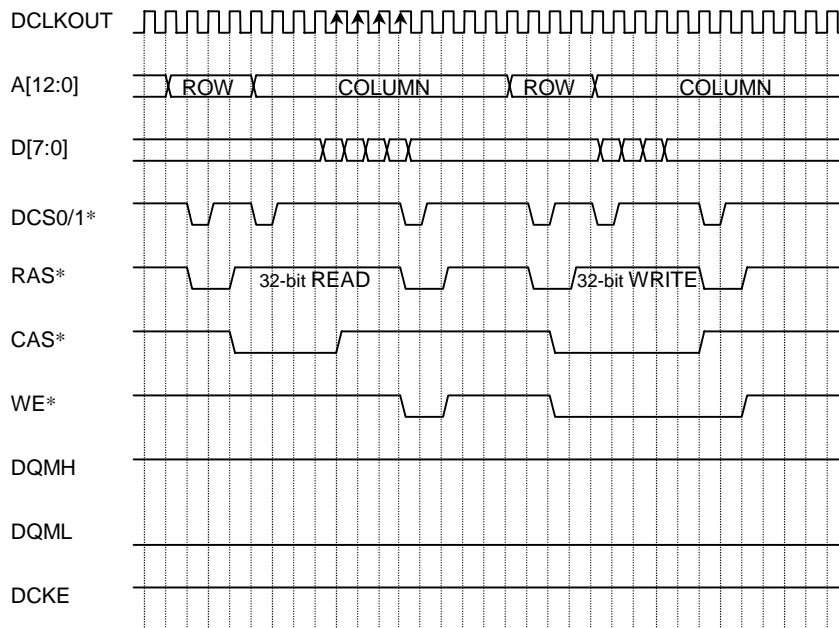 DCLKOUT
A[12:0]
ROW COLUMN ROW COLUMN
D[7:0]
DCS0/1*
RAS*
32-bit READ 32-bit WRITE
CAS*
WE*
DQMH
DQML
DCKE